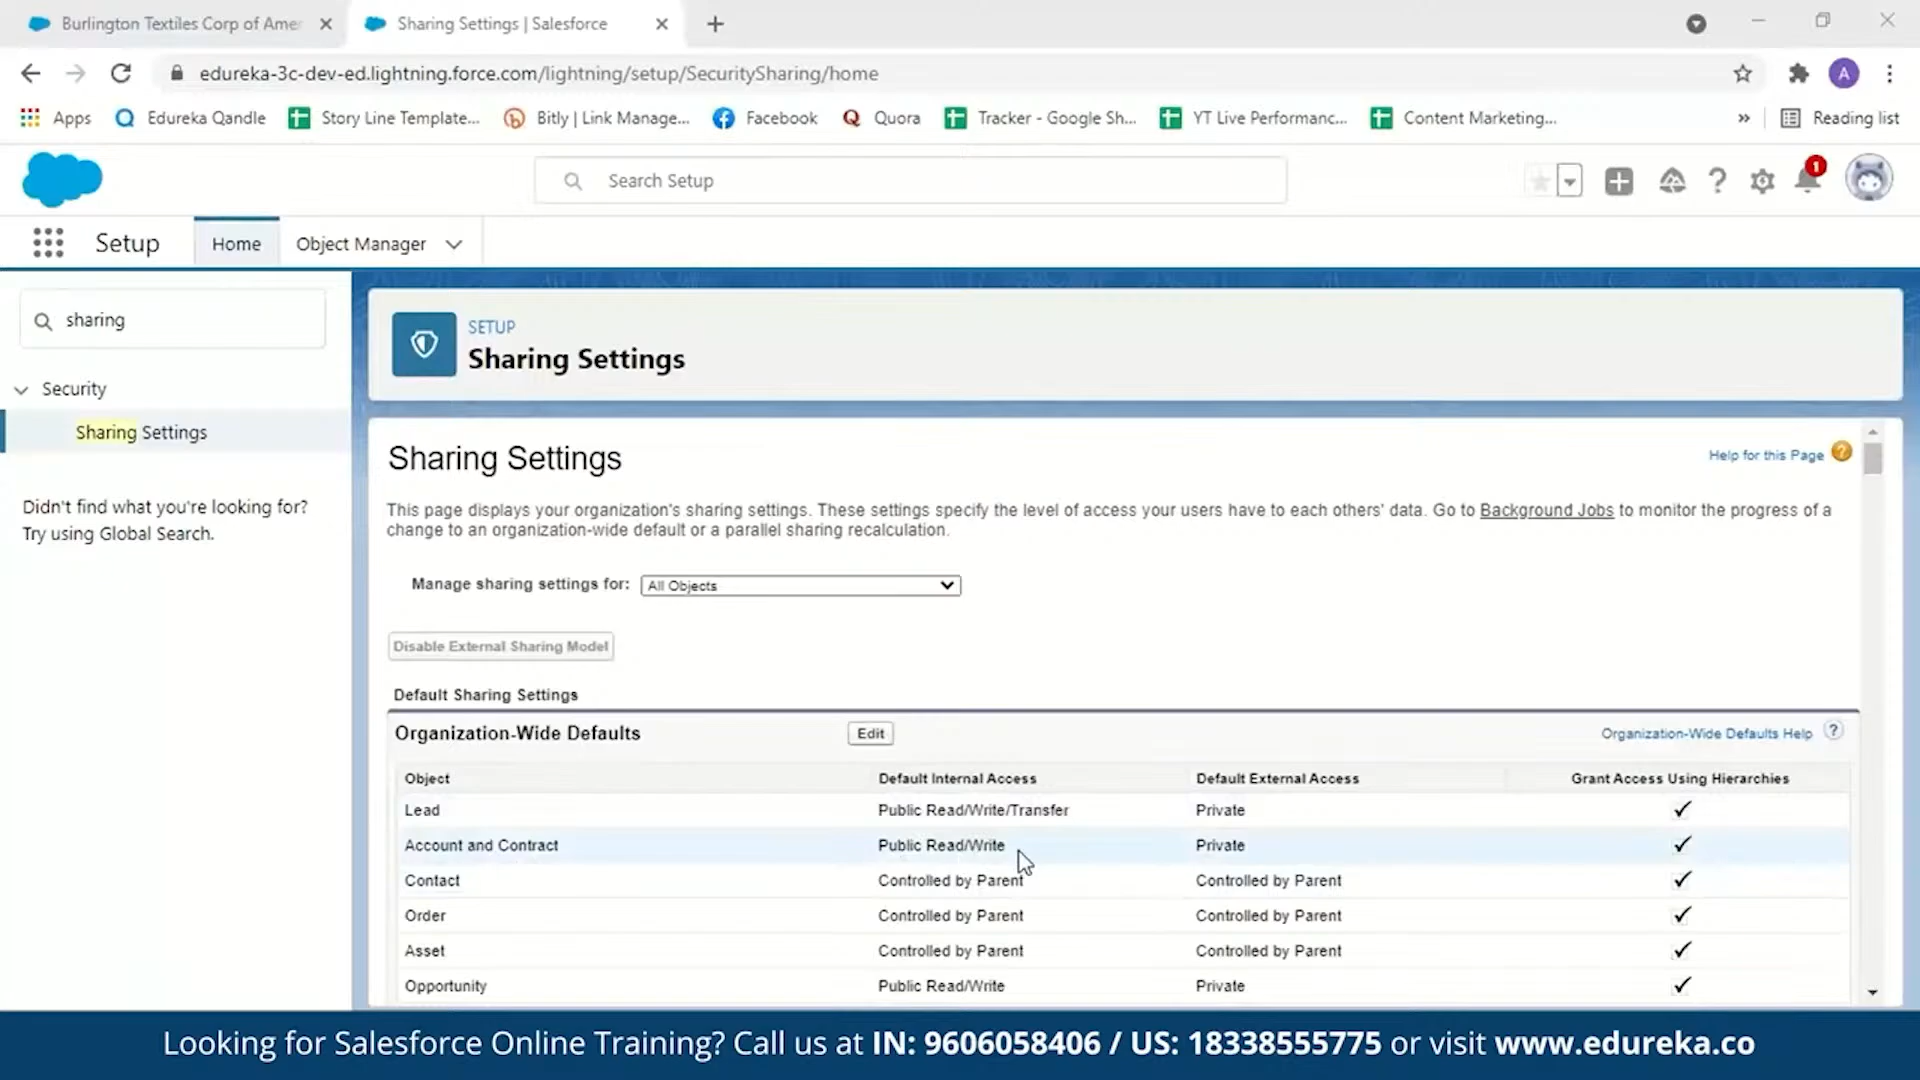 Burlington Textiles Corp of Amer
Sharing Settings | Salesforce
edureka-3c-dev-ed.lightning.force.com/lightning/setup/SecuritySharing/home
A
Apps
Edureka Qandle
Story Line Template...
Bitly | Link Manage...
Facebook
Quora
Tracker - Google Sh...
YT Live Performanc...
Content Marketing...
»
Reading list
Search Setup
1
Setup
Home
Object Manager
sharing
Security
Sharing Settings
Didn't find what you're looking for?
Try using Global Search.
SETUP
Sharing Settings
Sharing Settings
Help for this Page ?
This page displays your organization's sharing settings. These settings specify the level of access your users have to each others' data. Go to Background Jobs to monitor the progress of a
change to an organization-wide default or a parallel sharing recalculation.
Manage sharing settings for: All Objects
Disable External Sharing Model
Default Sharing Settings
Organization-Wide Defaults Edit Organization-Wide Defaults Help ?
Object Default Internal Access Default External Access Grant Access Using Hierarchies
Lead Public Read/Write/Transfer Private ✓
Account and Contract Public Read/Write Private ✓
Contact Controlled by Parent Controlled by Parent ✓
Order Controlled by Parent Controlled by Parent ✓
Asset Controlled by Parent Controlled by Parent ✓
Opportunity Public Read/Write Private ✓
Looking for Salesforce Online Training? Call us at IN: 9606058406 / US: 18338555775 or visit www.edureka.co